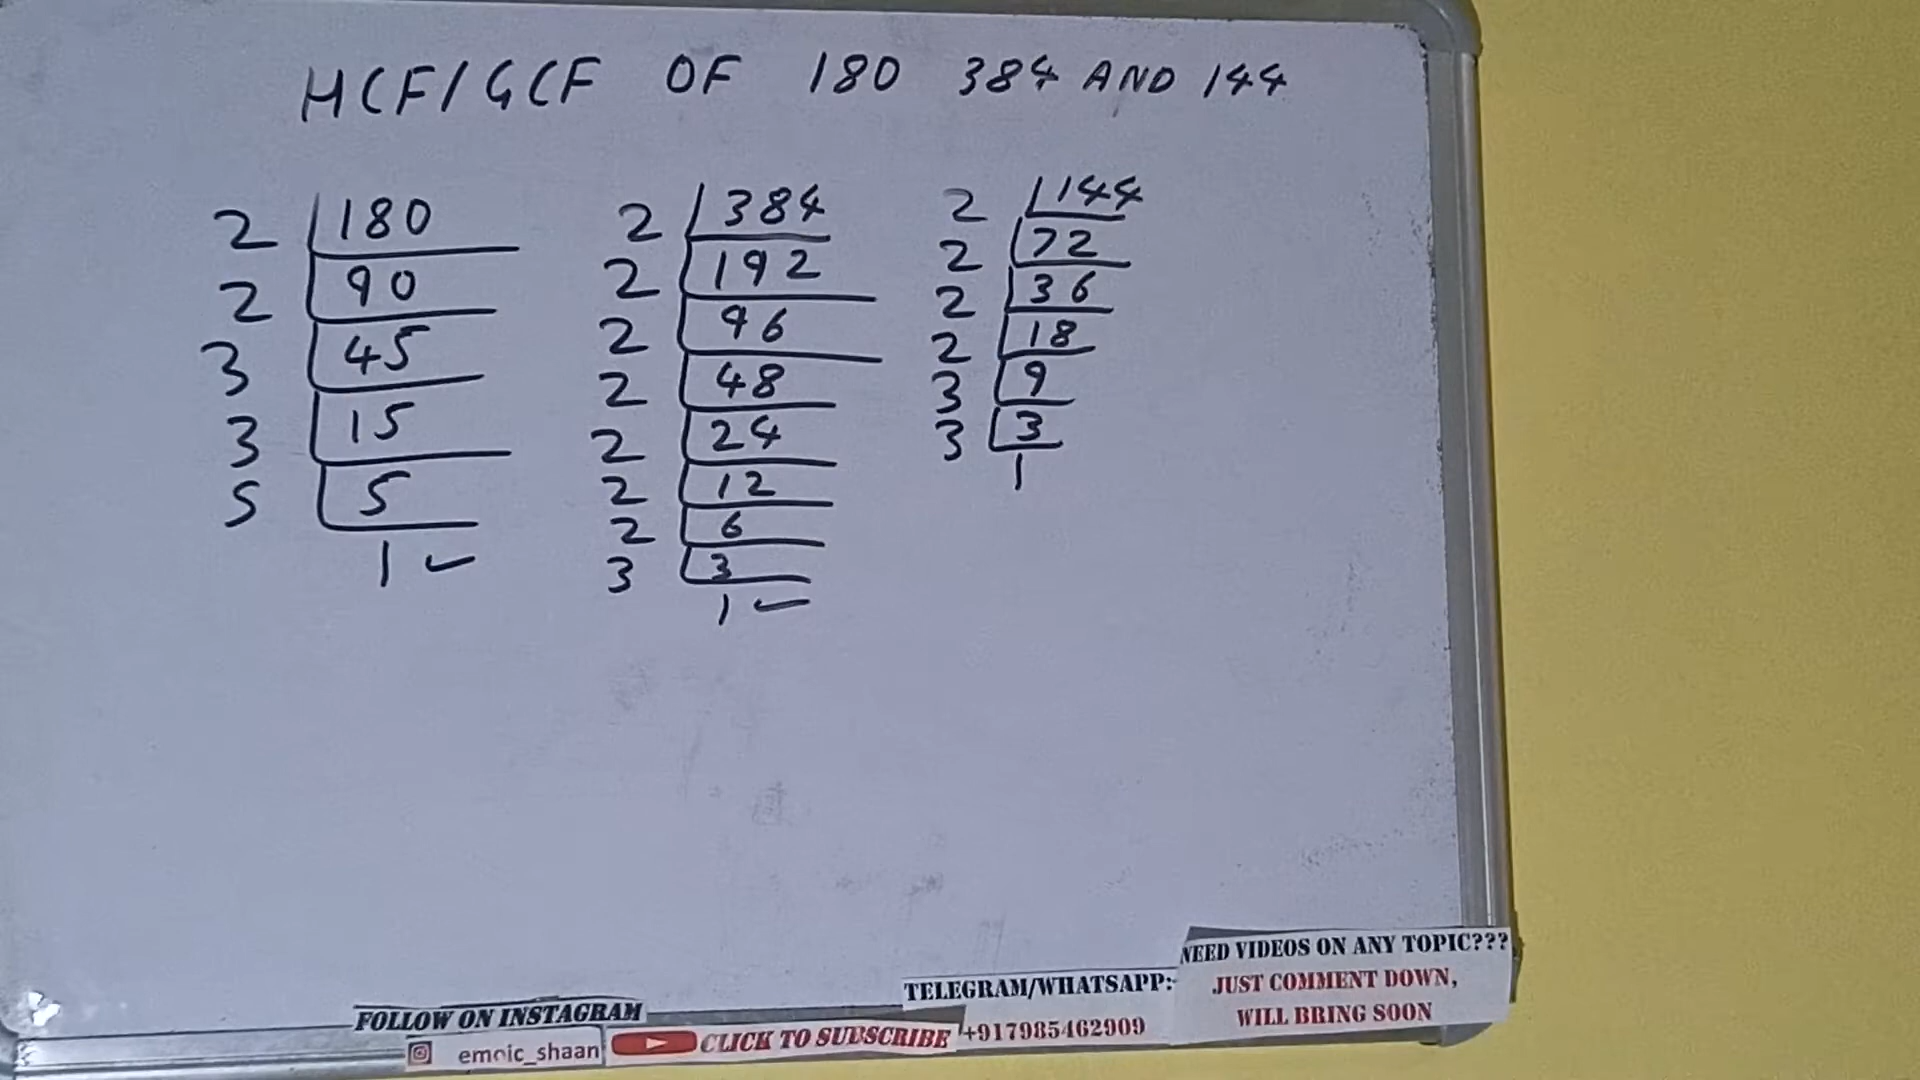 HCF/GCF OF 180 384 AND 144
2 180
2 90
3 45
3 15
5 5
1
2 384
2 192
2 96
2 48
2 24
2 12
2 6
3 3
1
2 144
2 72
2 36
2 18
3 9
3 3
1
NEED VIDEOS ON ANY TOPIC???
JUST COMMENT DOWN,
WILL BRING SOON
TELEGRAM/WHATSAPP:-
+917985462909
FOLLOW ON INSTAGRAM
emoic_shaan
CLICK TO SUBSCRIBE